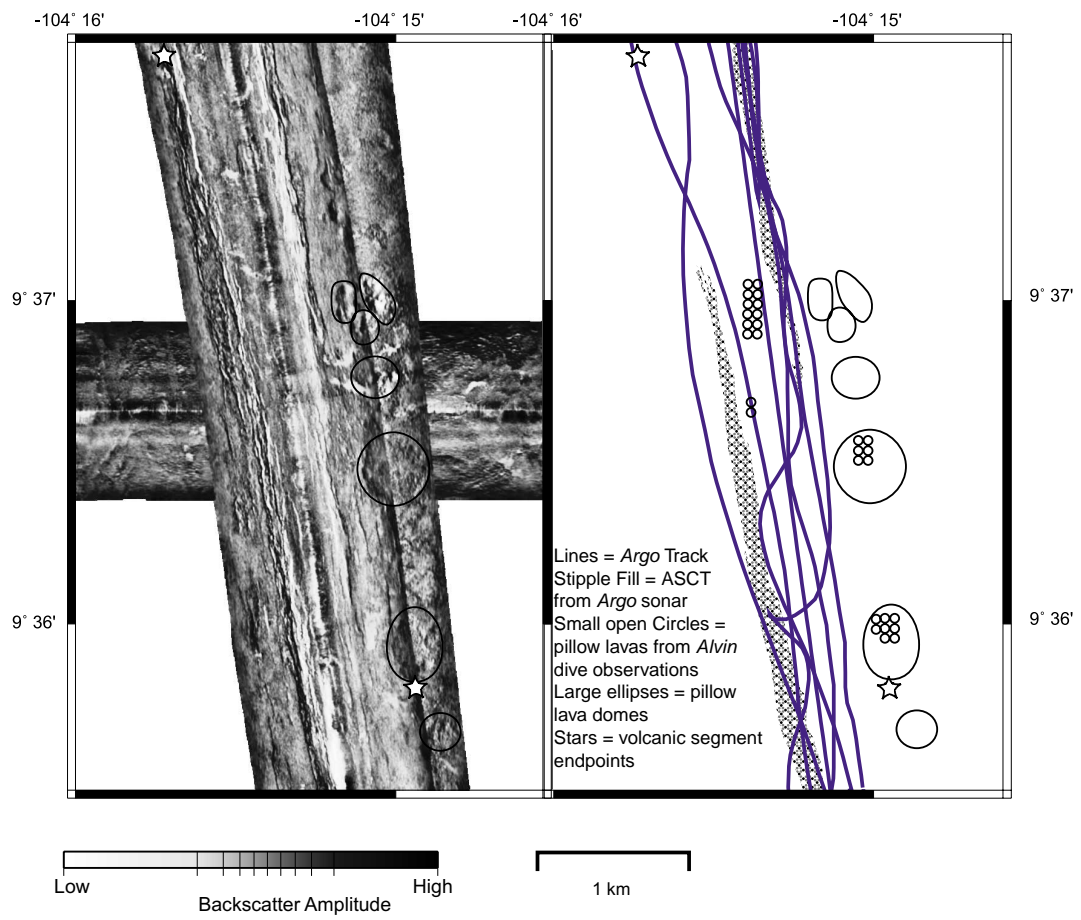 -104˚ 16'
-104˚ 15'
-104˚ 16'
-104˚ 15'
9˚ 37'
9˚ 37'
9˚ 36'
9˚ 36'
Lines = Argo Track
Stipple Fill = ASCT
from Argo sonar
Small open Circles =
pillow lavas from Alvin
dive observations
Large ellipses = pillow
lava domes
Stars = volcanic segment
endpoints
Low
High
Backscatter Amplitude
1 km